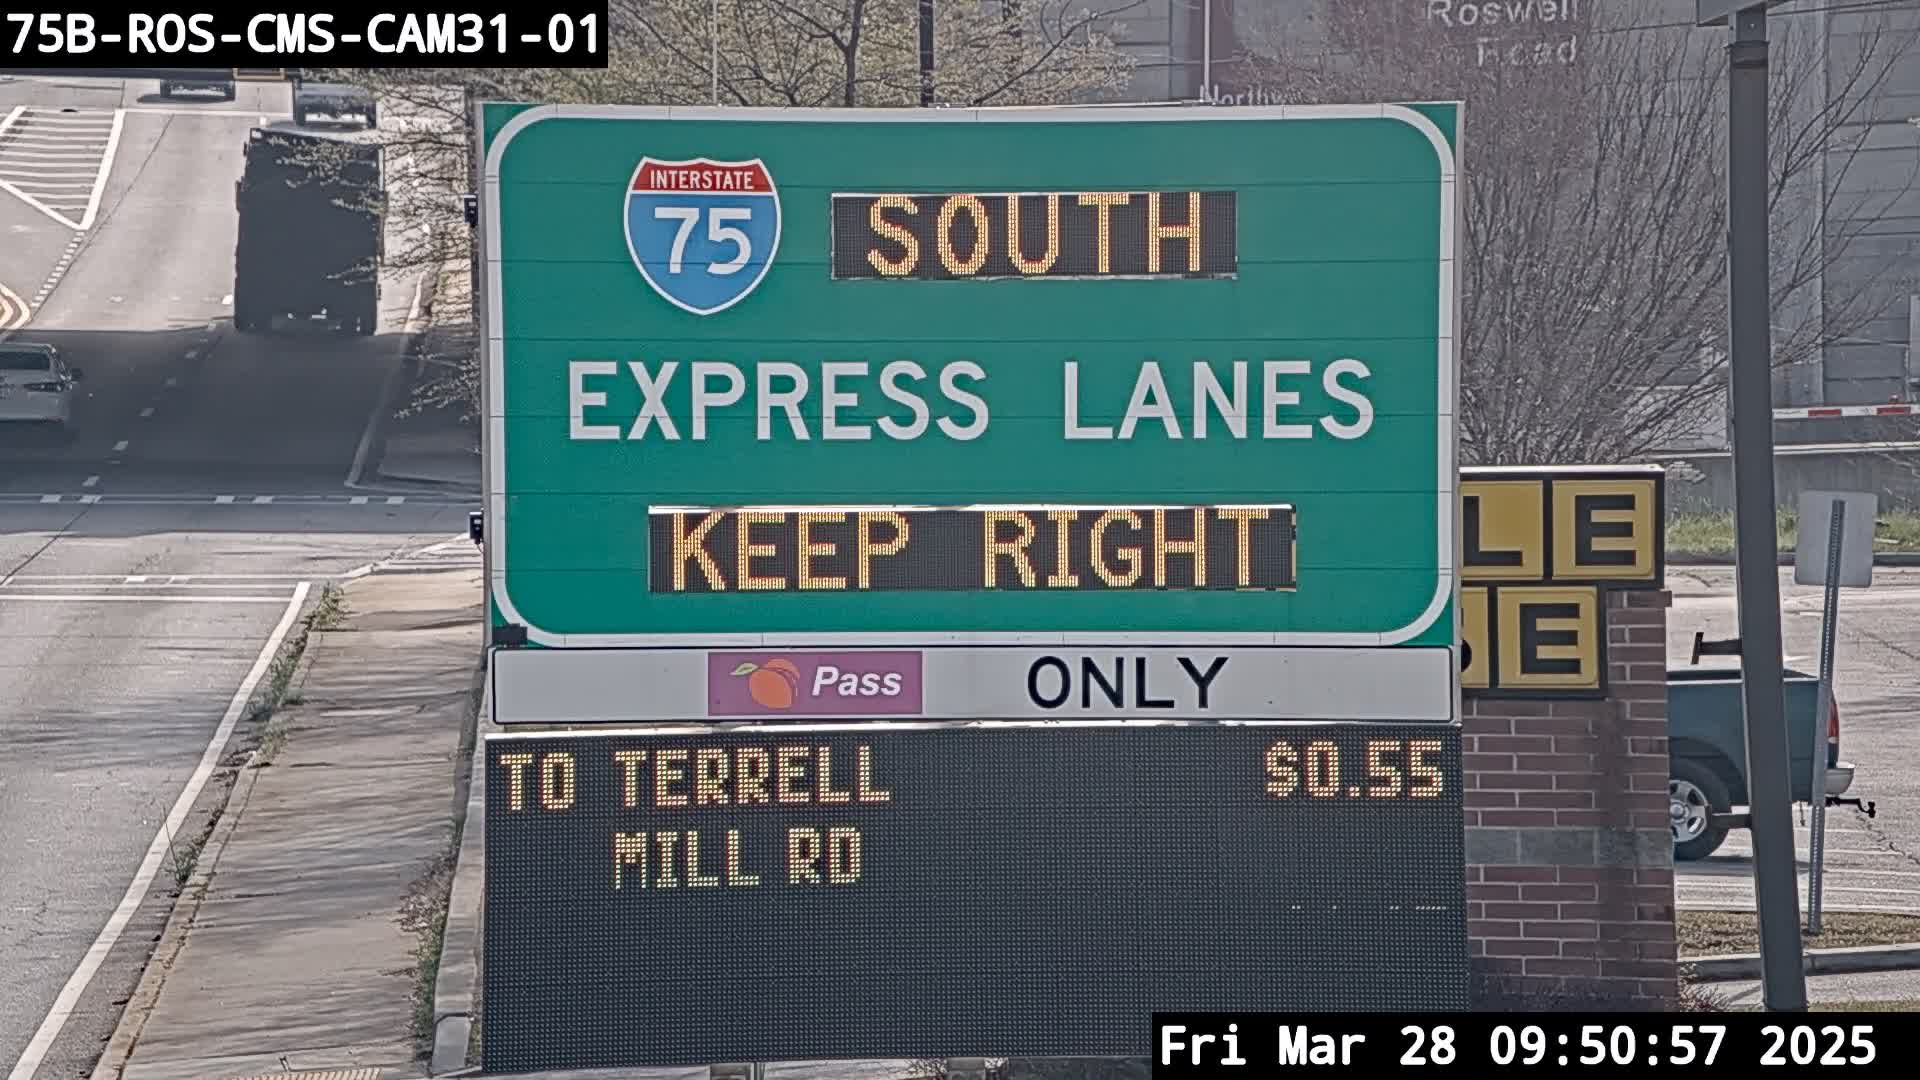 75B-ROS-CMS-CAM31-01
Roswell
Road
INTERSTATE
75
SOUTH
EXPRESS LANES
KEEP RIGHT
Pass ONLY
TO TERRELL $0.55
MILL RD
LE
E
Fri Mar 28 09:50:57 2025